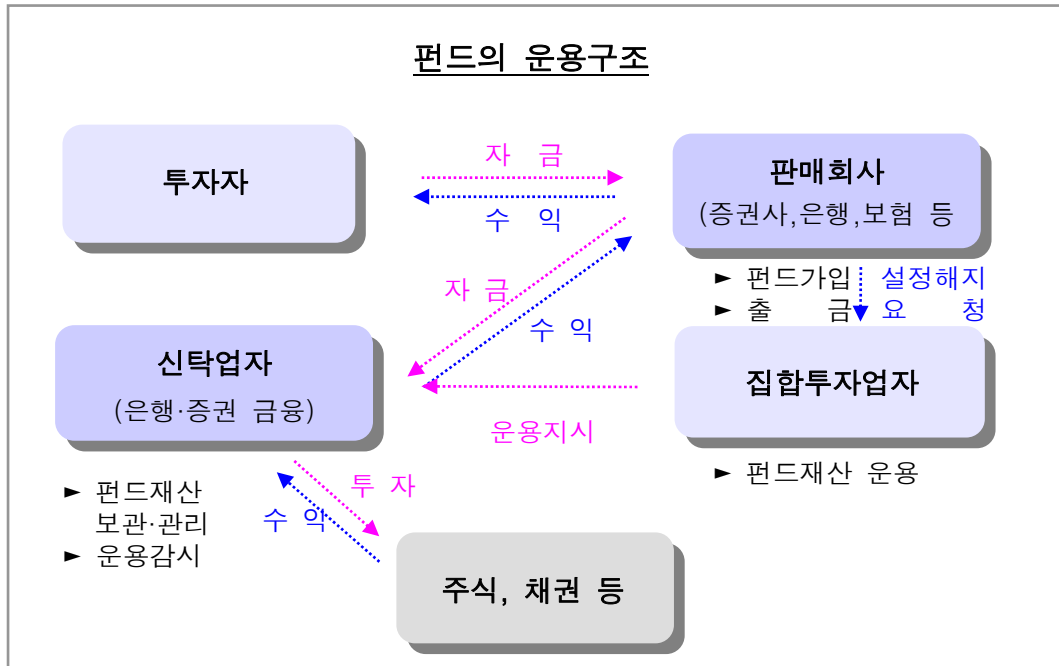 펀드의 운용구조
투자자
자 금
수 익
판매회사
(증권사,은행,보험 등
► 펀드가입
► 출 금
설정해지
요 청
자 금
수 익
신탁업자
(은행·증권 금융)
집합투자업자
운용지시
► 펀드재산 운용
► 펀드재산
보관·관리
► 운용감시
투 자
수 익
주식, 채권 등